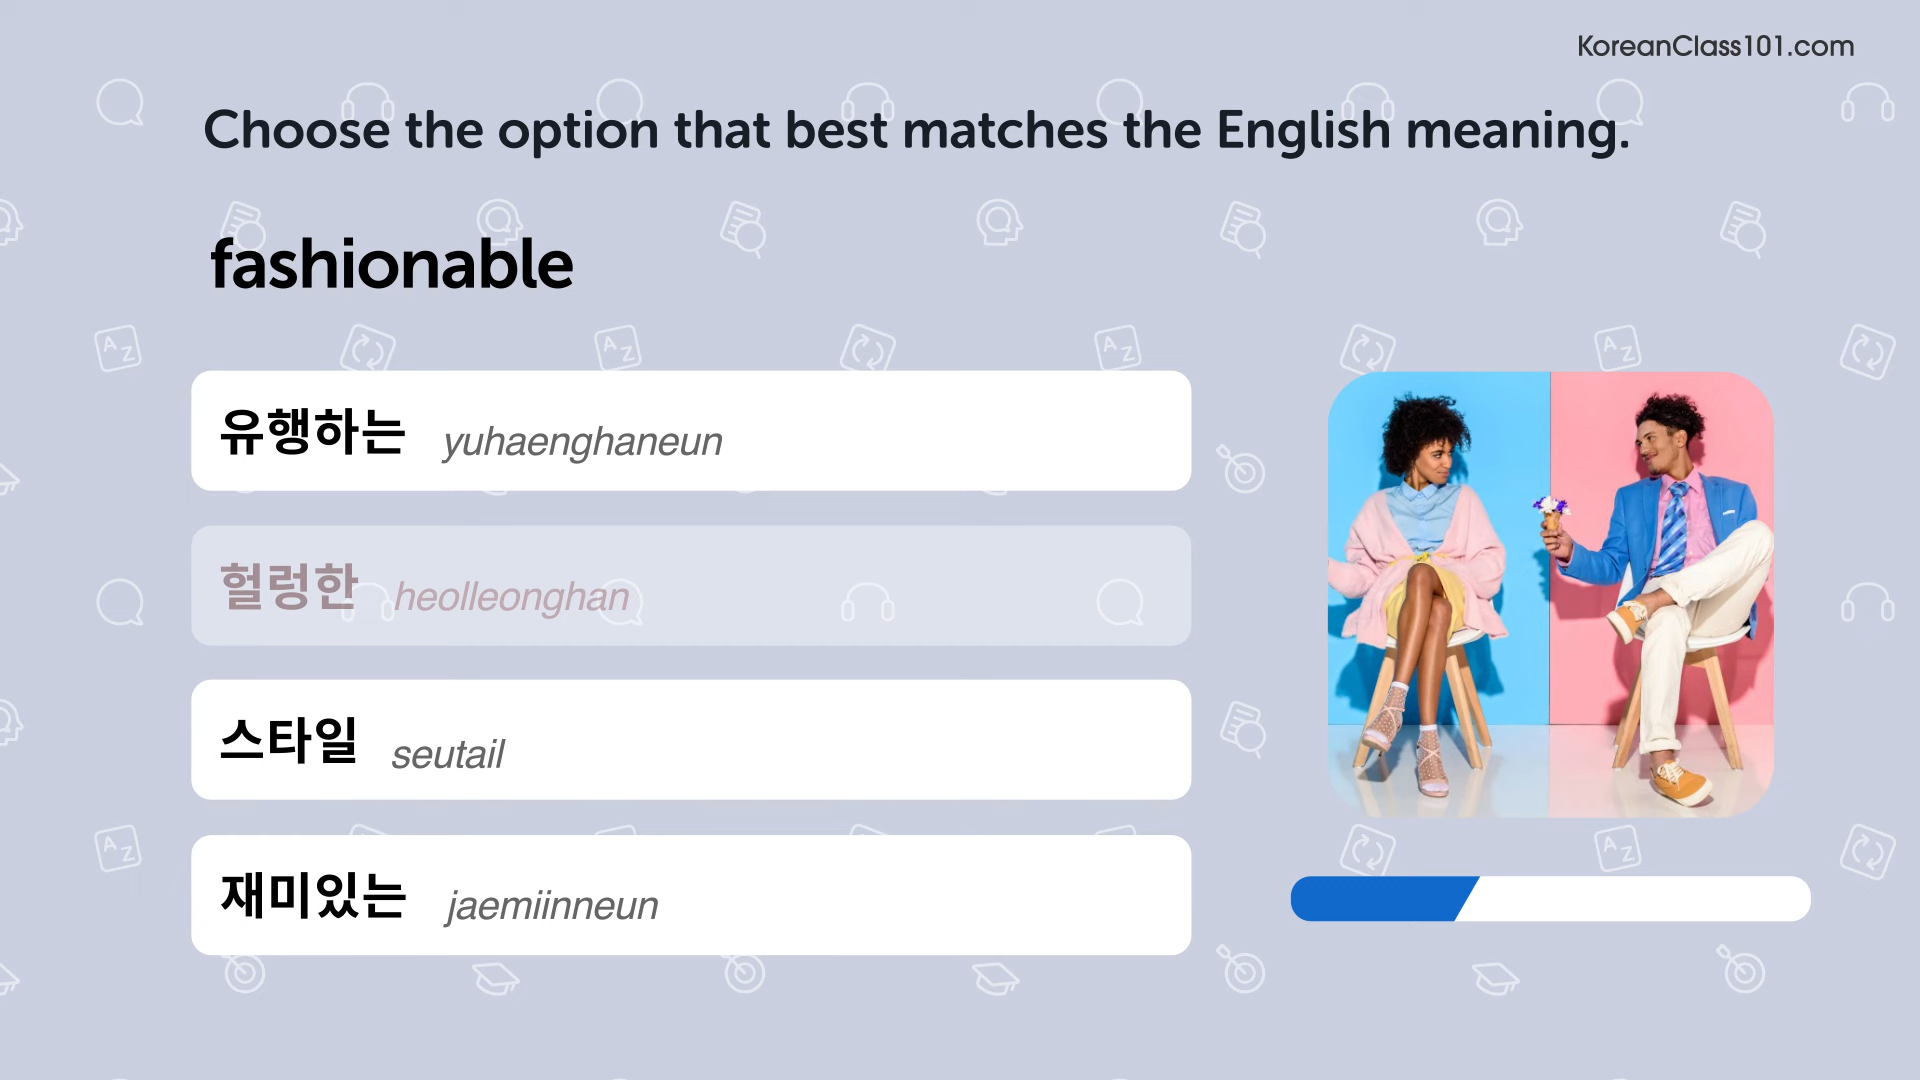 KoreanClass101.com
Choose the option that best matches the English meaning.
fashionable
유행하는 yuhaenghaneun
헐렁한 heolleonghan
스타일 seutail
재미있는 jaemiinneun